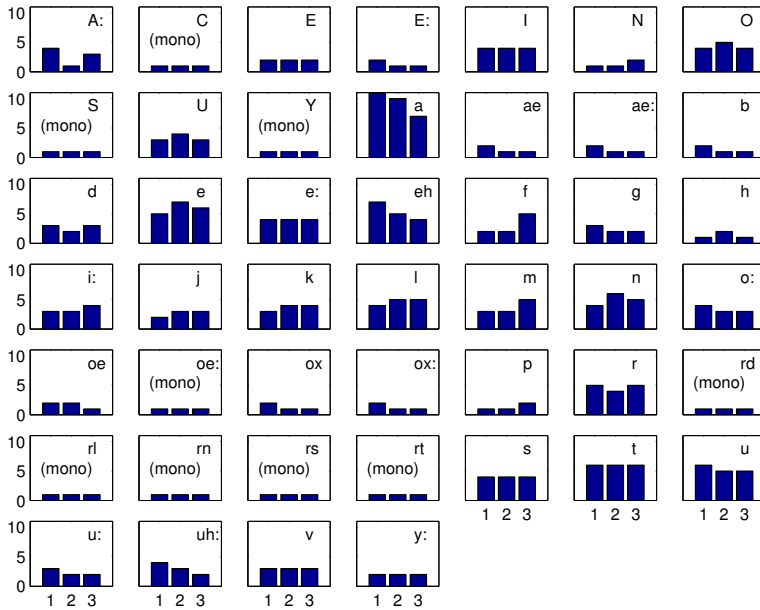 10 A: C E E: I N O
5 (mono)
0
10 S U Y a ae ae: b
5 (mono) (mono)
0
10 d e e: eh f g h
5
0
10 i: j k l m n o:
5
0
10 oe oe: ox ox: p r rd
5 (mono) (mono)
0
10 rl rn rs rt s t u
5 (mono) (mono) (mono) (mono)
0
1 2 3 1 2 3 1 2 3
10 u: uh: v y:
5
0
1 2 3 1 2 3 1 2 3 1 2 3